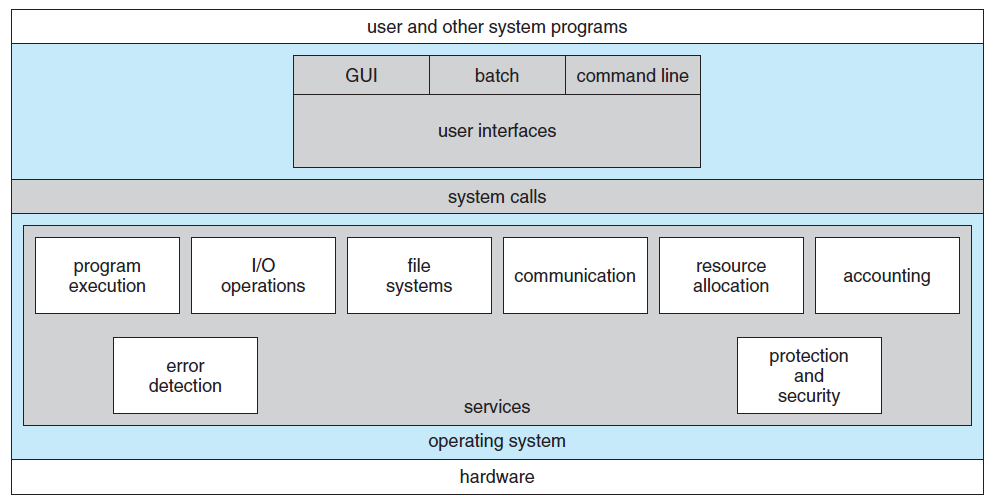 user and other system programs
GUI
batch
command line
user interfaces
system calls
program
execution
I/O
operations
file
systems
communication
resource
allocation
accounting
error
detection
protection
and
security
services
operating system
hardware